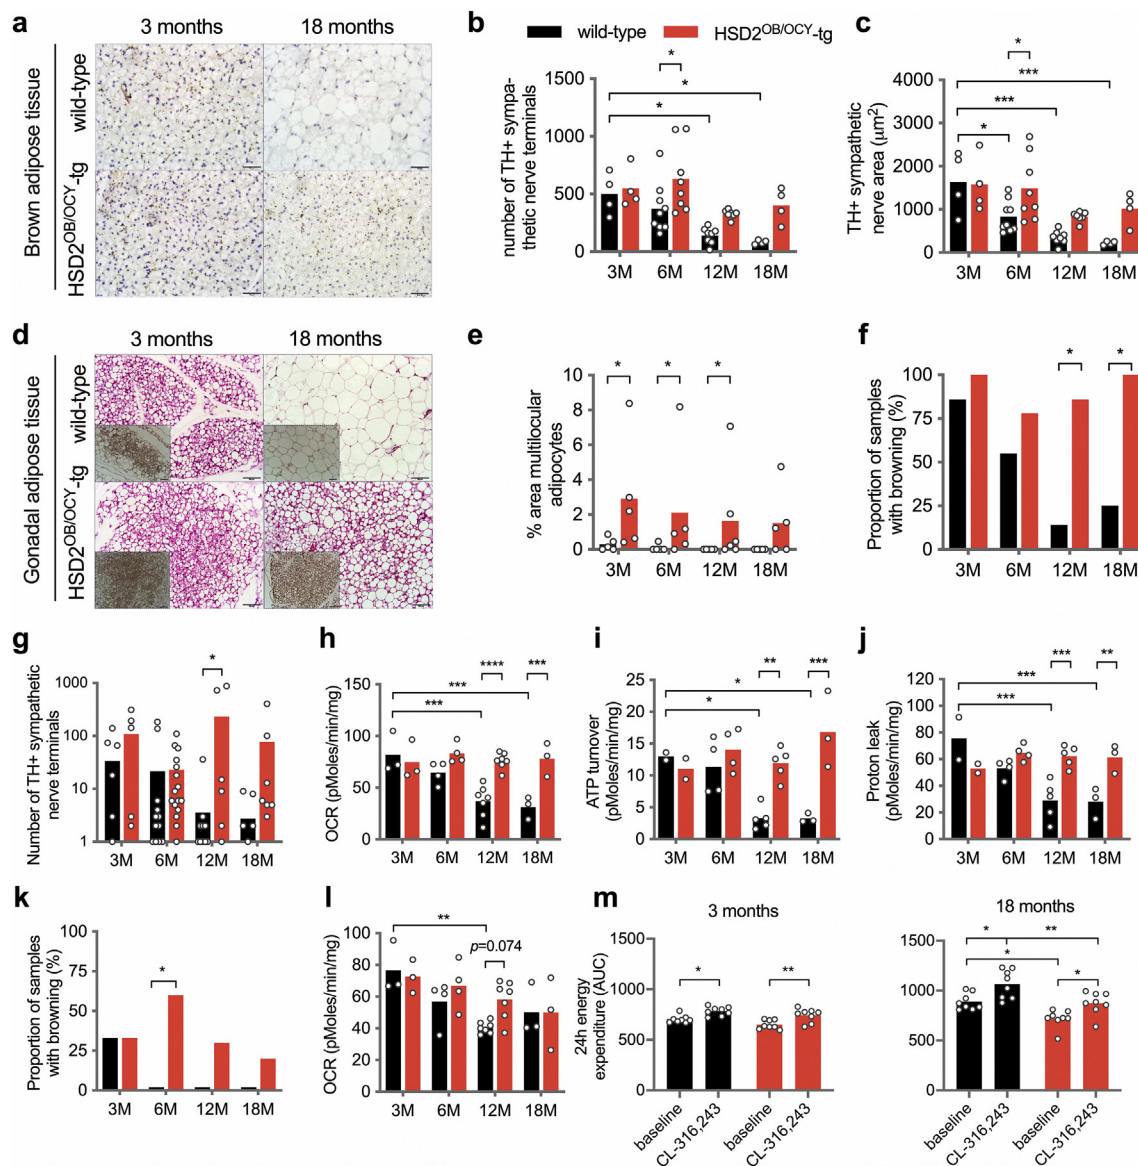 a
3 months
18 months
Brown adipose tissue
wild-type
HSD2OB/OCY-tg
b
wild-type
HSD2OB/OCY-tg
number of TH+ sympa-
thetic nerve terminals
1500
1000
500
0
*
*
*
3M 6M 12M 18M
c
TH+ sympathetic
nerve area (μm2)
4000
3000
2000
1000
0
*
***
***
*
3M 6M 12M 18M
d
3 months
18 months
Gonadal adipose tissue
wild-type
HSD2OB/OCY-tg
e
% area multilocular
adipocytes
10
8
6
4
2
0
* * *
3M 6M 12M 18M
f
Proportion of samples
with browning (%)
100
75
50
25
0
* *
3M 6M 12M 18M
g
Number of TH+ sympathetic
nerve terminals
1000
100
10
1
*
3M 6M 12M 18M
h
OCR (pMoles/min/mg)
150
100
50
0
**** ***
***
***
3M 6M 12M 18M
i
ATP turnover
(pMoles/min/mg)
25
20
15
10
5
0
** ***
*
*
3M 6M 12M 18M
j
Proton leak
(pMoles/min/mg)
120
100
80
60
40
20
0
*** **
***
***
3M 6M 12M 18M
k
Proportion of samples
with browning (%)
100
75
50
25
0
*
3M 6M 12M 18M
l
OCR (pMoles/min/mg)
100
80
60
40
20
0
**
p=0.074
3M 6M 12M 18M
m
3 months
24h energy
expenditure (AUC)
1500
1000
500
0
* **
baseline
CL-316,243
baseline
CL-316,243
18 months
1500
1000
500
0
* **
*
*
baseline
CL-316,243
baseline
CL-316,243